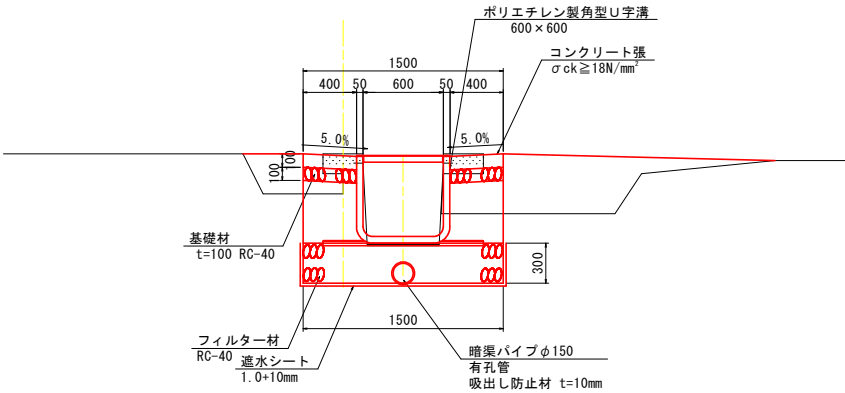 ポリエチレン製角型U字溝
600×600
コンクリート張
σck≧18N/mm²
1500
400
50
600
50
400
5.0%
5.0%
100
100
基礎材
t=100 RC-40
300
1500
フィルター材
RC-40
遮水シート
1.0+10mm
暗渠パイプφ150
有孔管
吸出し防止材 t=10mm